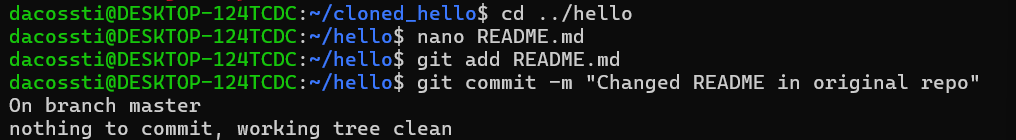 dacossti@DESKTOP-124TCDC:~/cloned_hello$ cd ../hello
dacossti@DESKTOP-124TCDC:~/hello$ nano README.md
dacossti@DESKTOP-124TCDC:~/hello$ git add README.md
dacossti@DESKTOP-124TCDC:~/hello$ git commit -m "Changed README in original repo"
On branch master
nothing to commit, working tree clean